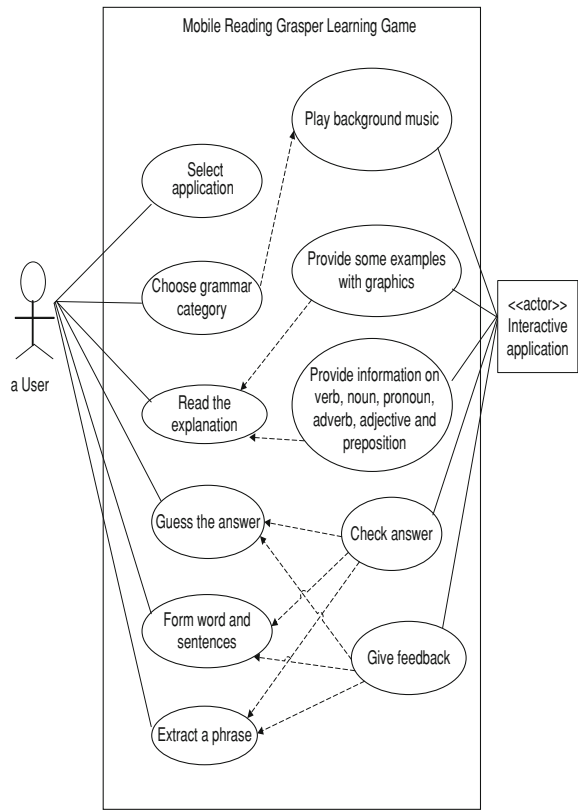 Mobile Reading Grasper Learning Game
Play background music
Select
application
Choose grammar
category
Provide some examples
with graphics
<<actor>>
Interactive
application
a User
Read the
explanation
Provide information on
verb, noun, pronoun,
adverb, adjective and
preposition
Guess the answer
Check answer
Form word and
sentences
Give feedback
Extract a phrase